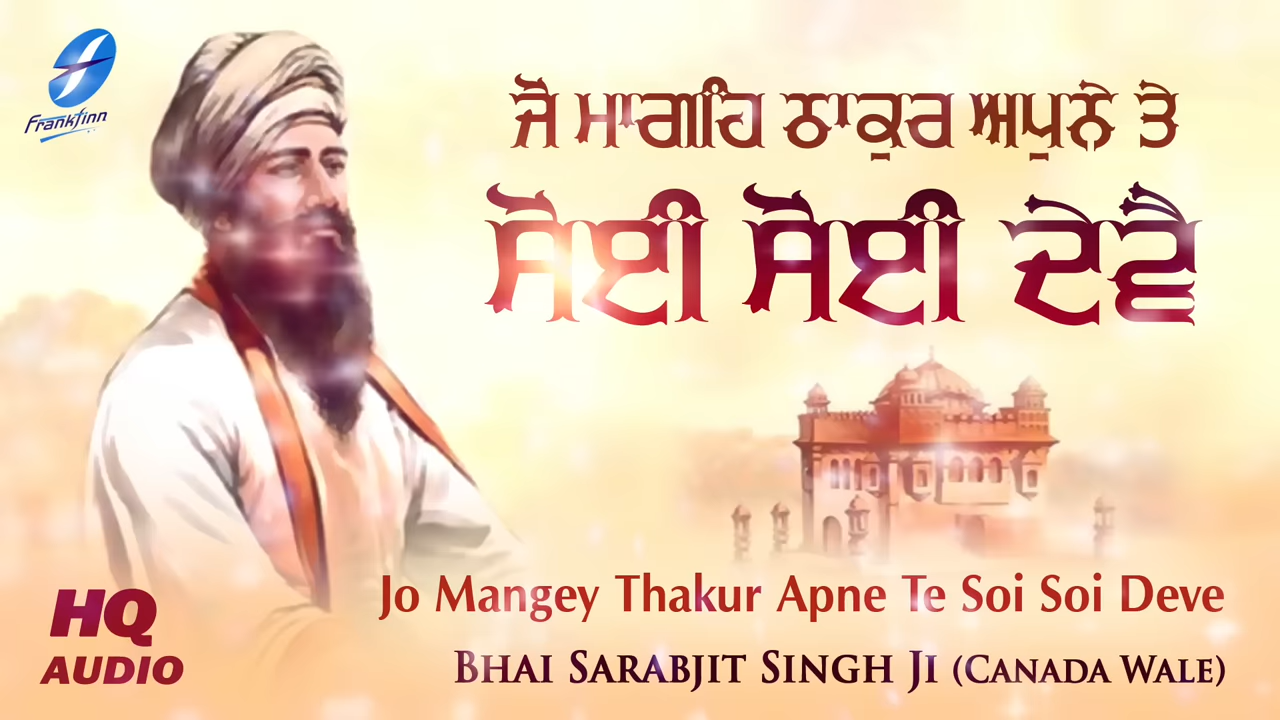 Frankfinn
ਜੋ ਮਾਗਹਿ ਠਾਕੁਰ ਅਪੁਨੇ ਤੇ
ਸੋਈ ਸੋਈ ਦੇਵੈ
Jo Mangey Thakur Apne Te Soi Soi Deve
BHAI SARABJIT SINGH JI (CANADA WALE)
HQ
AUDIO